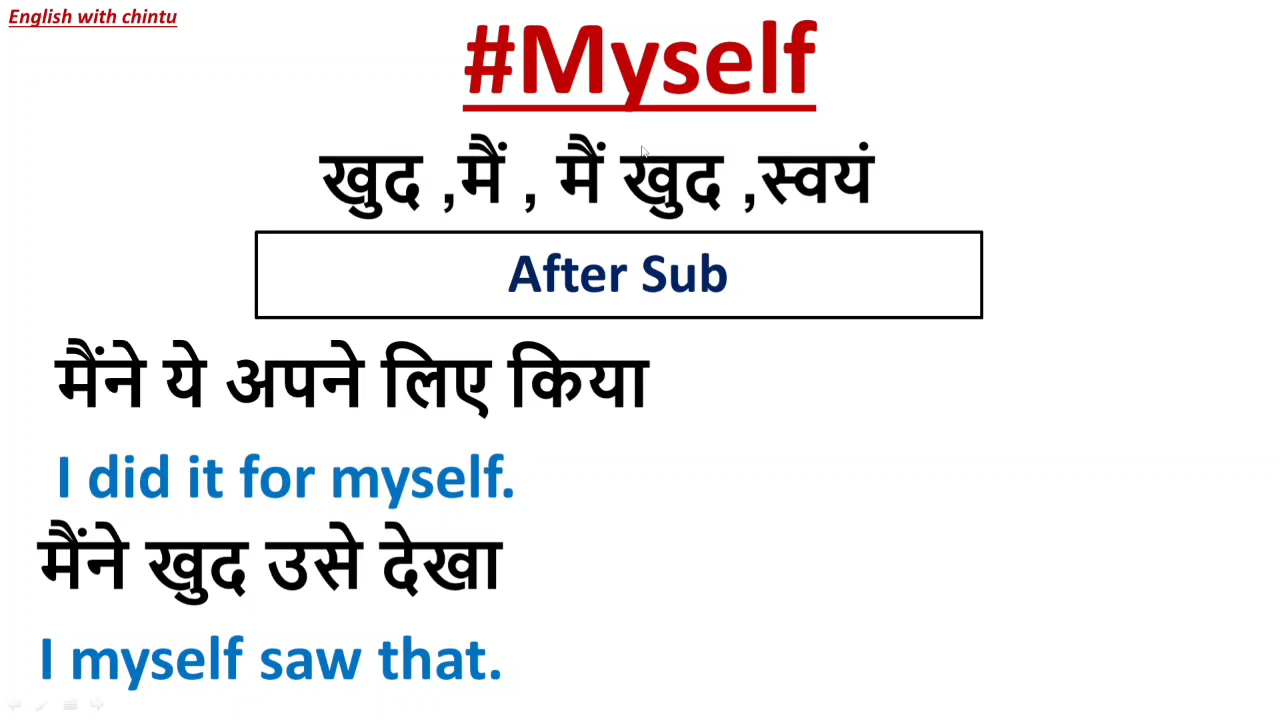 English with chintu
#Myself
खुद ,मैं , मैं खुद ,स्वयं
After Sub
मैंने ये अपने लिए किया
I did it for myself.
मैंने खुद उसे देखा
I myself saw that.